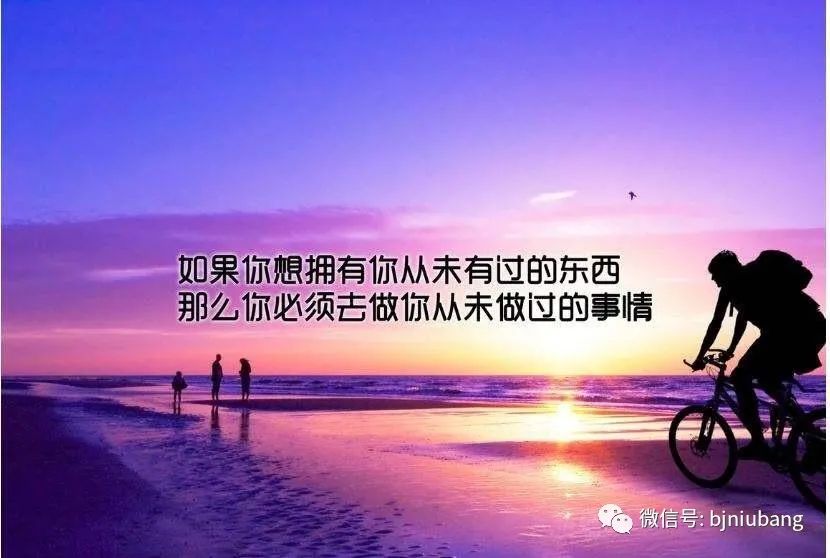 如果你想拥有你从未有过的东西
那么你必须去做你从未做过的事情
微信号: bjniubang